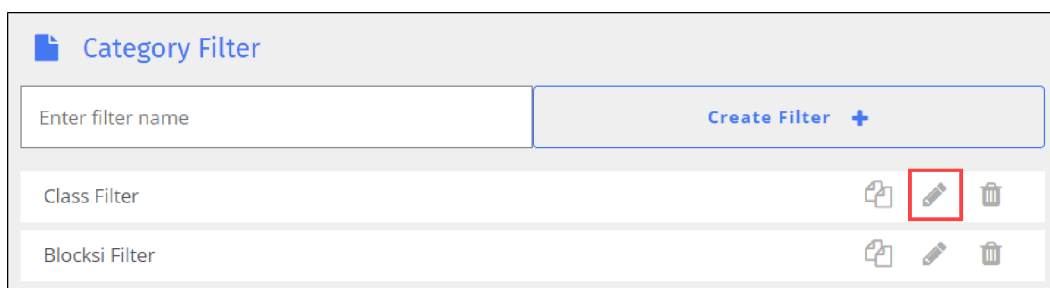 Category Filter
Enter filter name
Create Filter +
Class Filter
Blocksi Filter